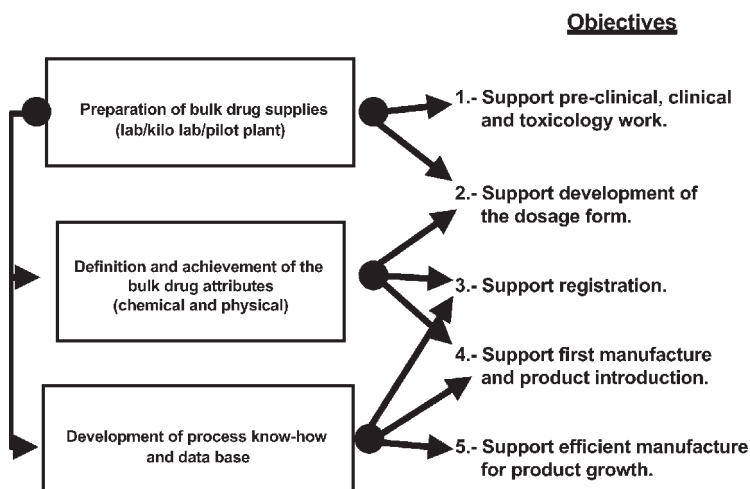 Objectives
Preparation of bulk drug supplies
(lab/kilo lab/pilot plant)
Definition and achievement of the
bulk drug attributes
(chemical and physical)
Development of process know-how
and data base
1.- Support pre-clinical, clinical
and toxicology work.
2.- Support development of
the dosage form.
3.- Support registration.
4.- Support first manufacture
and product introduction.
5.- Support efficient manufacture
for product growth.